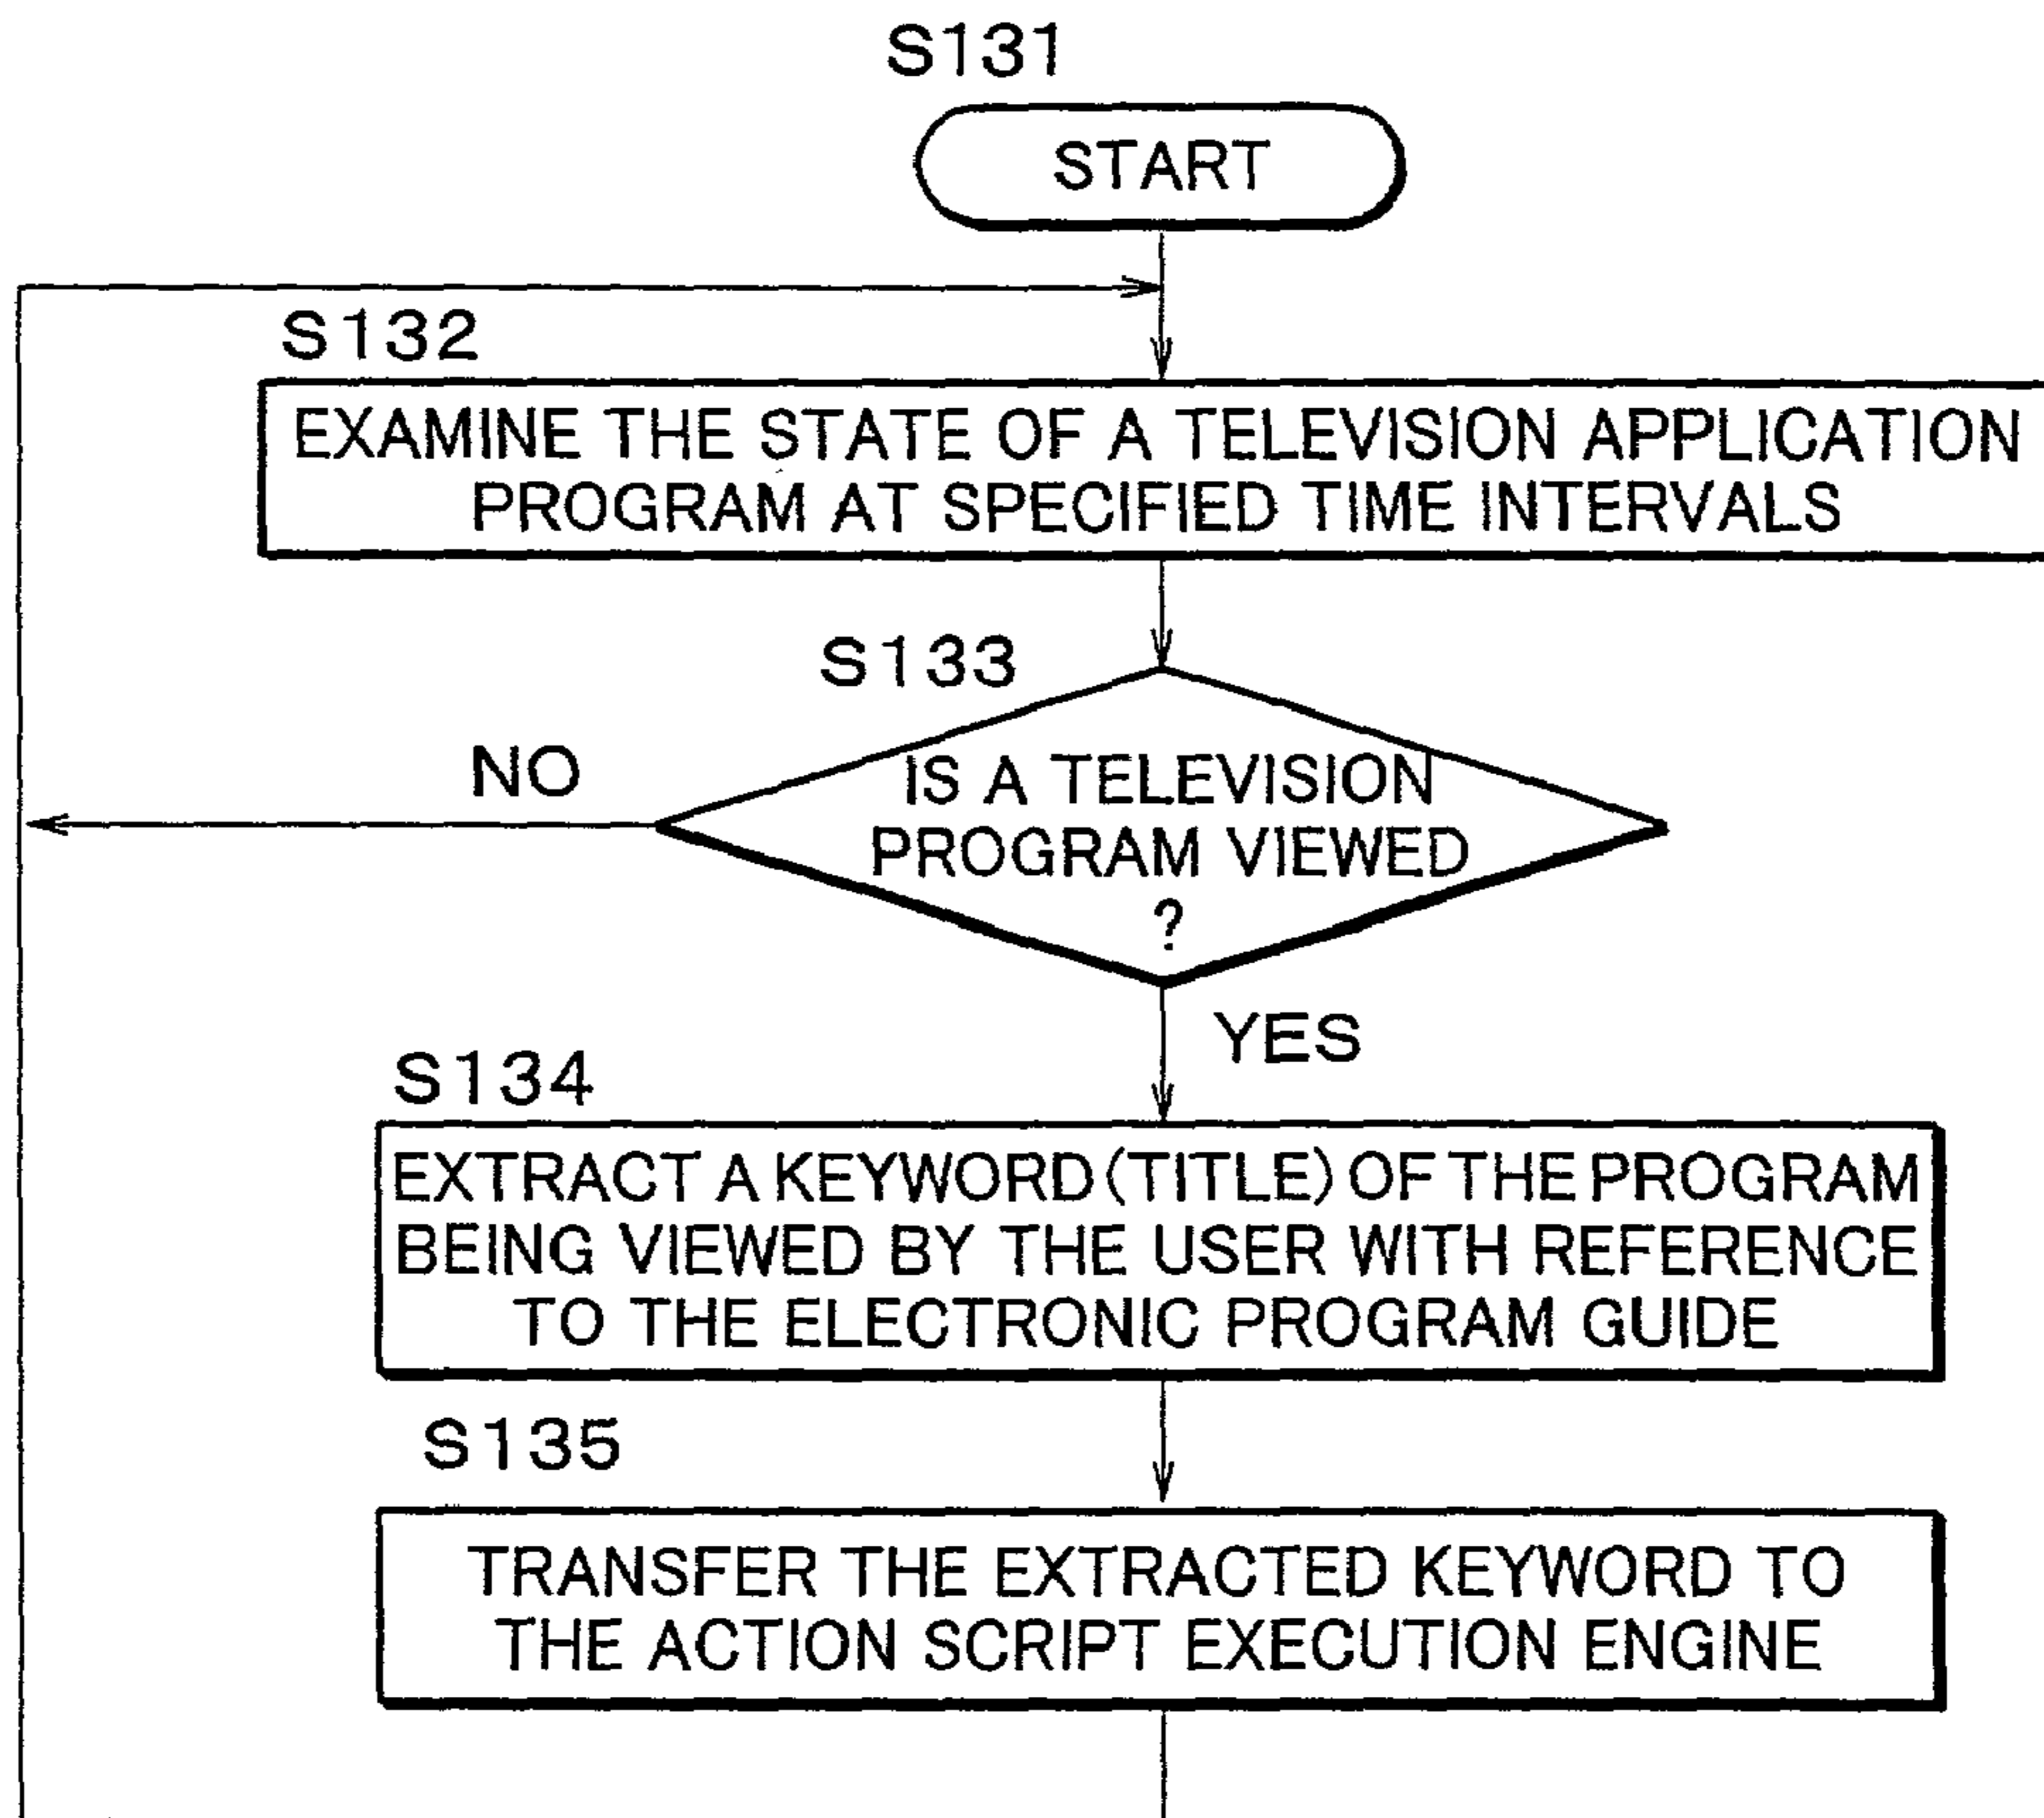 S131
START
S132
EXAMINE THE STATE OF A TELEVISION APPLICATION
PROGRAM AT SPECIFIED TIME INTERVALS
S133
NO
IS A TELEVISION
PROGRAM VIEWED
?
YES
S134
EXTRACT A KEYWORD (TITLE) OF THE PROGRAM
BEING VIEWED BY THE USER WITH REFERENCE
TO THE ELECTRONIC PROGRAM GUIDE
S135
TRANSFER THE EXTRACTED KEYWORD TO
THE ACTION SCRIPT EXECUTION ENGINE